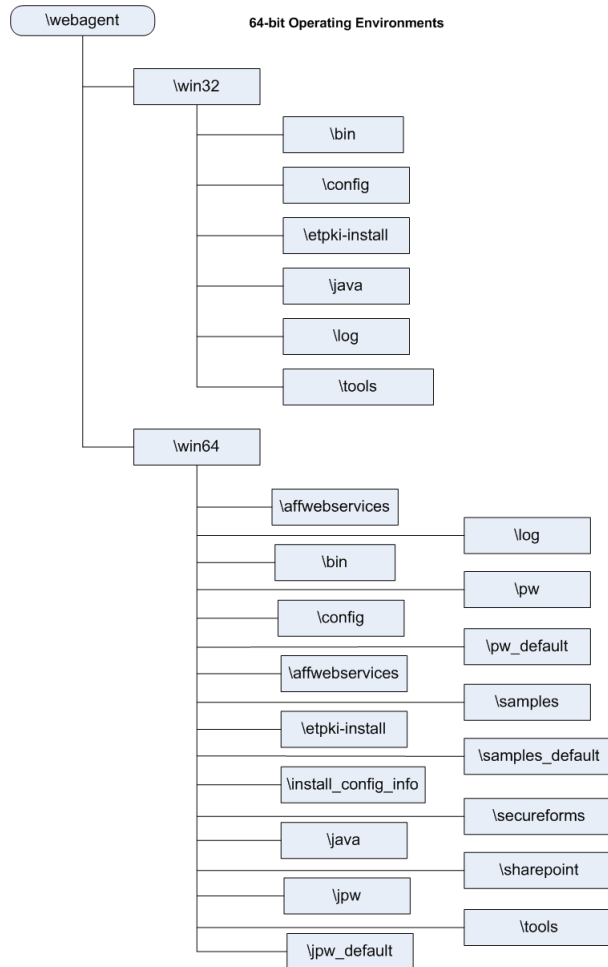 \webagent
64-bit Operating Environments
\win32
\bin
\config
\etpki-install
\java
\log
\tools
\win64
\affwebservices
\log
\bin
\pw
\config
\pw_default
\affwebservices
\samples
\etpki-install
\samples_default
\install_config_info
\secureforms
\java
\sharepoint
\jpw
\tools
\jpw_default